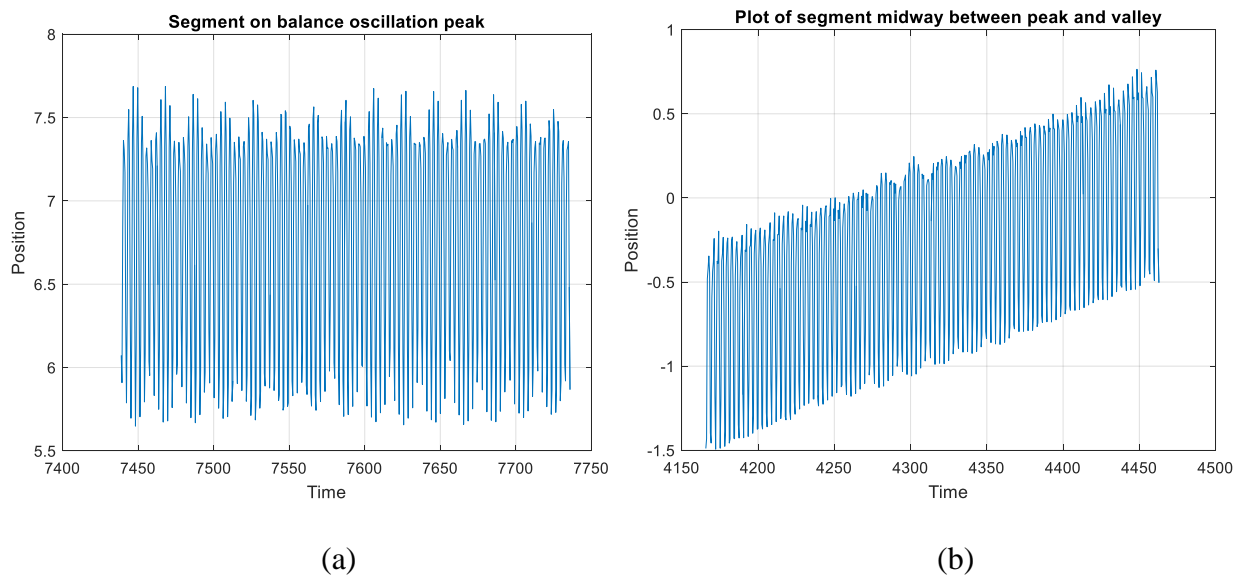 Segment on balance oscillation peak
8
7.5
7
6.5
6
5.5
Position
7400 7450 7500 7550 7600 7650 7700 7750
Time
(a)
Plot of segment midway between peak and valley
1
0.5
0
-0.5
-1
-1.5
Position
4150 4200 4250 4300 4350 4400 4450 4500
Time
(b)